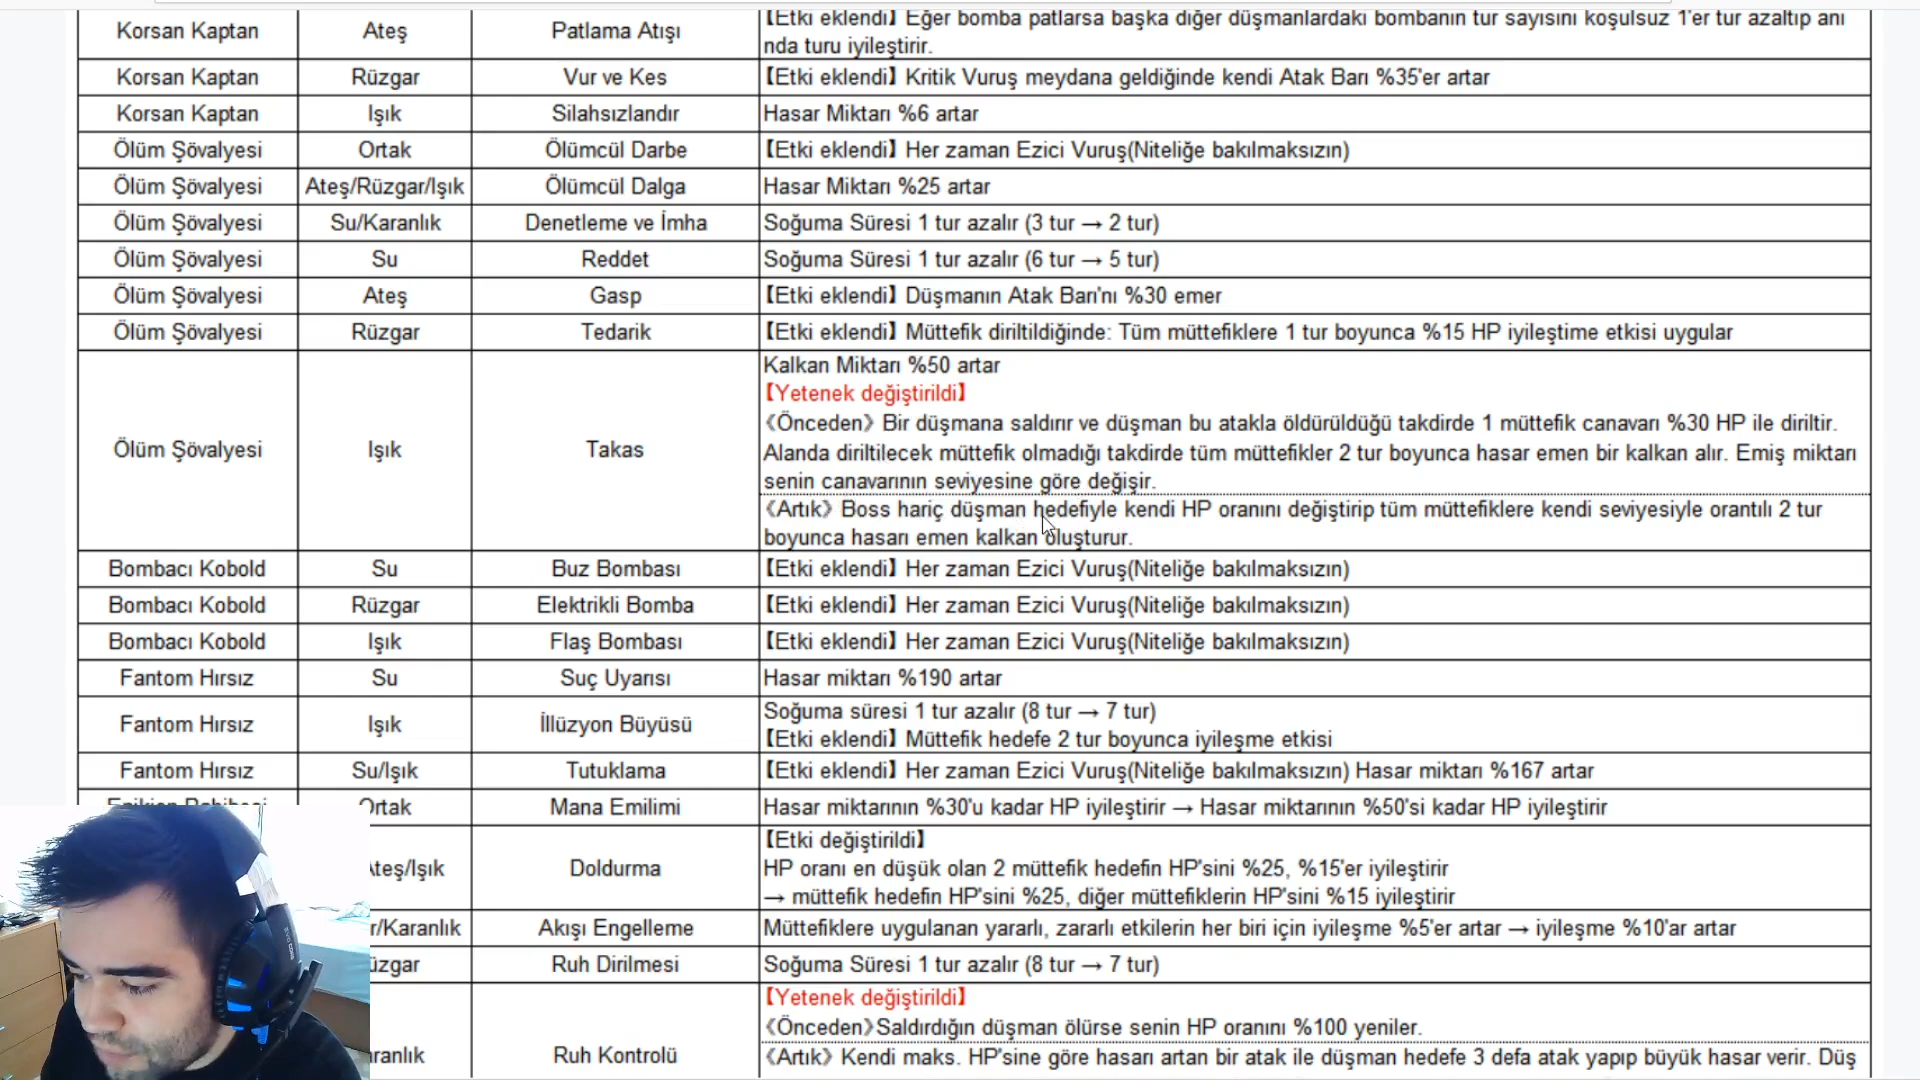 【Etki eklendi】 Eğer bomba patlarsa başka diğer düşmanlardaki bombanın tur sayısını koşulsuz 1'er tur azaltıp anı
Korsan Kaptan Ateş Patlama Atışı
nda turu iyileştirir.
Korsan Kaptan Rüzgar Vur ve Kes 【Etki eklendi】 Kritik Vuruş meydana geldiğinde kendi Atak Barı %35'er artar
Korsan Kaptan Işık Silahsızlandır Hasar Miktarı %6 artar
Ölüm Şövalyesi Ortak Ölümcül Darbe 【Etki eklendi】 Her zaman Ezici Vuruş(Niteliğe bakılmaksızın)
Ölüm Şövalyesi Ateş/Rüzgar/Işık Ölümcül Dalga Hasar Miktarı %25 artar
Ölüm Şövalyesi Su/Karanlık Denetleme ve İmha Soğuma Süresi 1 tur azalır (3 tur → 2 tur)
Ölüm Şövalyesi Su Reddet Soğuma Süresi 1 tur azalır (6 tur → 5 tur)
Ölüm Şövalyesi Ateş Gasp 【Etki eklendi】 Düşmanın Atak Barı'nı %30 emer
Ölüm Şövalyesi Rüzgar Tedarik 【Etki eklendi】 Müttefik diriltildiğinde: Tüm müttefiklere 1 tur boyunca %15 HP iyileştime etkisi uygular
Kalkan Miktarı %50 artar
【Yetenek değiştirildi】
《Önceden》 Bir düşmana saldırır ve düşman bu atakla öldürüldüğü takdirde 1 müttefik canavarı %30 HP ile diriltir.
Ölüm Şövalyesi Işık Takas
Alanda diriltilecek müttefik olmadığı takdirde tüm müttefikler 2 tur boyunca hasar emen bir kalkan alır. Emiş miktarı
senin canavarının seviyesine göre değişir.
《Artık》 Boss hariç düşman hedefiyle kendi HP oranını değiştirip tüm müttefiklere kendi seviyesiyle orantılı 2 tur
boyunca hasarı emen kalkan oluşturur.
Bombacı Kobold Su Buz Bombası 【Etki eklendi】 Her zaman Ezici Vuruş(Niteliğe bakılmaksızın)
Bombacı Kobold Rüzgar Elektrikli Bomba 【Etki eklendi】 Her zaman Ezici Vuruş(Niteliğe bakılmaksızın)
Bombacı Kobold Işık Flaş Bombası 【Etki eklendi】 Her zaman Ezici Vuruş(Niteliğe bakılmaksızın)
Fantom Hırsız Su Suç Uyarısı Hasar miktarı %190 artar
Fantom Hırsız Işık İllüzyon Büyüsü Soğuma süresi 1 tur azalır (8 tur → 7 tur)
【Etki eklendi】 Müttefik hedefe 2 tur boyunca iyileşme etkisi
Fantom Hırsız Su/Işık Tutuklama 【Etki eklendi】 Her zaman Ezici Vuruş(Niteliğe bakılmaksızın) Hasar miktarı %167 artar
Ortak Mana Emilimi Hasar miktarının %30'u kadar HP iyileştirir → Hasar miktarının %50'si kadar HP iyileştirir
【Etki değiştirildi】
Ateş/Işık Doldurma HP oranı en düşük olan 2 müttefik hedefin HP'sini %25, %15'er iyileştirir
→ müttefik hedefin HP'sini %25, diğer müttefiklerin HP'sini %15 iyileştirir
r/Karanlık Akışı Engelleme Müttefiklere uygulanan yararlı, zararlı etkilerin her biri için iyileşme %5'er artar → iyileşme %10'ar artar
üzgar Ruh Dirilmesi Soğuma Süresi 1 tur azalır (8 tur → 7 tur)
【Yetenek değiştirildi】
《Önceden》Saldırdığın düşman ölürse senin HP oranını %100 yeniler.
ranlık Ruh Kontrolü 《Artık》 Kendi maks. HP'sine göre hasarı artan bir atak ile düşman hedefe 3 defa atak yapıp büyük hasar verir. Düş